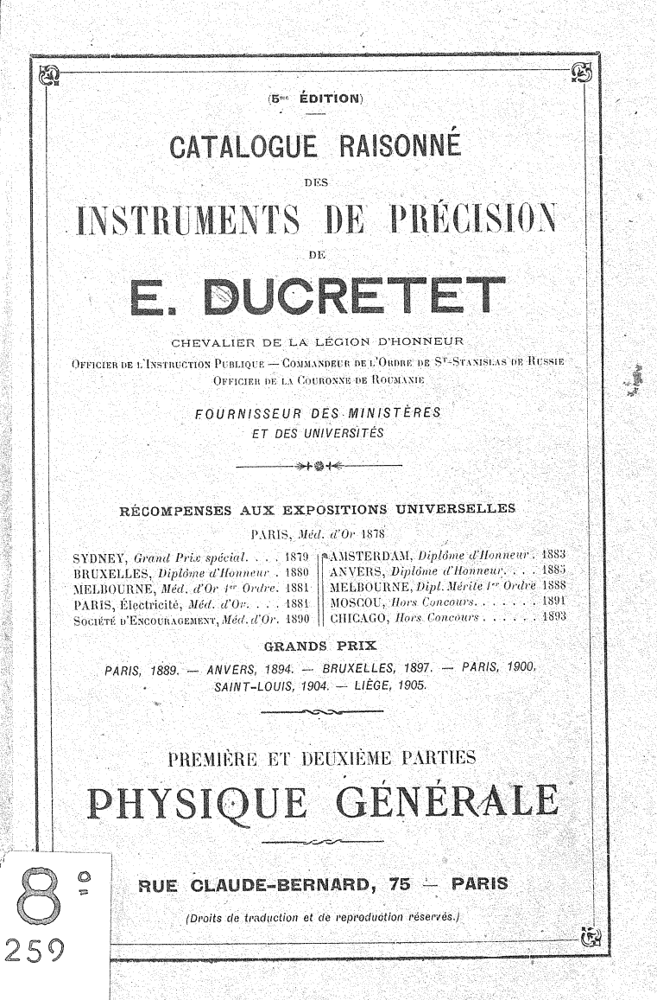 (5me ÉDITION)
CATALOGUE RAISONNÉ
DES
INSTRUMENTS DE PRÉCISION
DE
E. DUCRETET
CHEVALIER DE LA LÉGION D'HONNEUR
OFFICIER DE L'INSTRUCTION PUBLIQUE — COMMANDEUR DE L'ORDRE DE ST-STANISLAS DE RUSSIE
OFFICIER DE LA COURONNE DE ROUMANIE
FOURNISSEUR DES MINISTÈRES
ET DES UNIVERSITÉS
RÉCOMPENSES AUX EXPOSITIONS UNIVERSELLES
PARIS, Méd. d'Or 1878
SYDNEY, Grand Prix spécial. . . . 1879
BRUXELLES, Diplôme d'Honneur . 1880
MELBOURNE, Méd. d'Or 1er Ordre. 1881
PARIS, Électricité, Méd. d'Or. . . . 1881
SOCIÉTÉ D'ENCOURAGEMENT, Méd. d'Or. 1890
AMSTERDAM, Diplôme d'Honneur . 1883
ANVERS, Diplôme d'Honneur. . . . 1885
MELBOURNE, Dipl. Mérite 1er Ordre 1888
MOSCOU, Hors Concours. . . . . . . 1891
CHICAGO, Hors Concours . . . . . . 1893
GRANDS PRIX
PARIS, 1889. — ANVERS, 1894. — BRUXELLES, 1897. — PARIS, 1900,
SAINT-LOUIS, 1904. — LIÈGE, 1905.
PREMIÈRE ET DEUXIÈME PARTIES
PHYSIQUE GÉNÉRALE
RUE CLAUDE-BERNARD, 75 — PARIS
(Droits de traduction et de reproduction réservés.)
8º
259